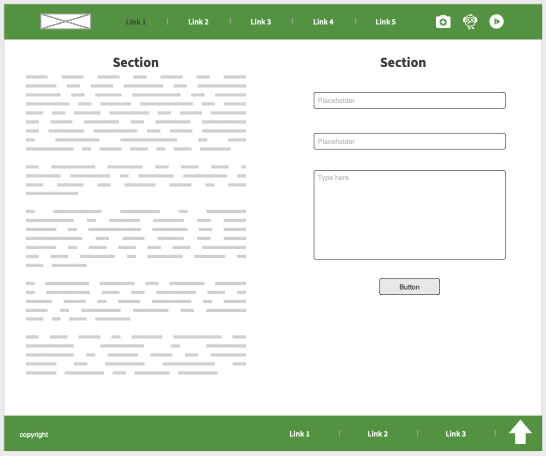 Link 1 | Link 2 | Link 3 | Link 4 | Link 5
Section
Section
Placeholder
Placeholder
Type here
Button
copyright
Link 1 | Link 2 | Link 3 |